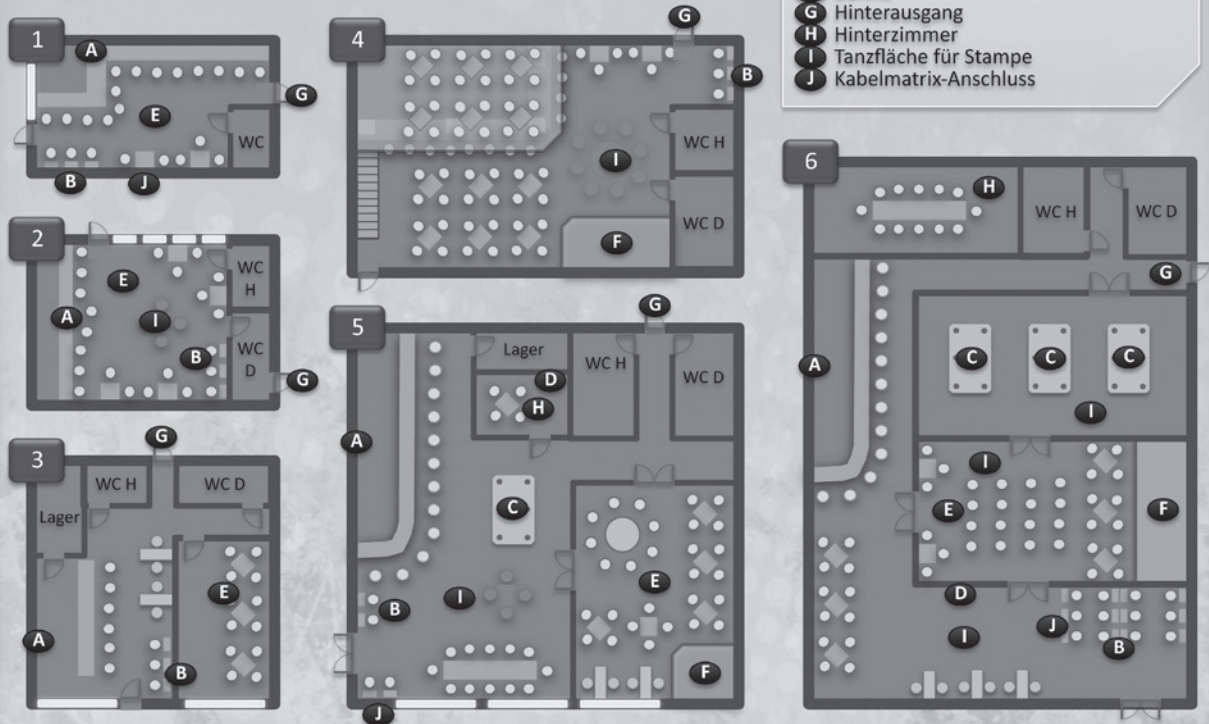 G Hinterausgang
H Hinterzimmer
I Tanzfläche für Stampe
J Kabelmatrix-Anschluss
1
A
G
E
WC
B
J
2
E
WC
H
A
I
B
WC
D
G
3
G
WC H
WC D
Lager
E
A
B
4
G
B
WC H
I
WC D
F
5
G
Lager
WC H
WC D
D
H
A
C
E
I
B
F
J
6
H
WC H
WC D
G
A
C
C
C
I
I
E
F
D
J
I
B